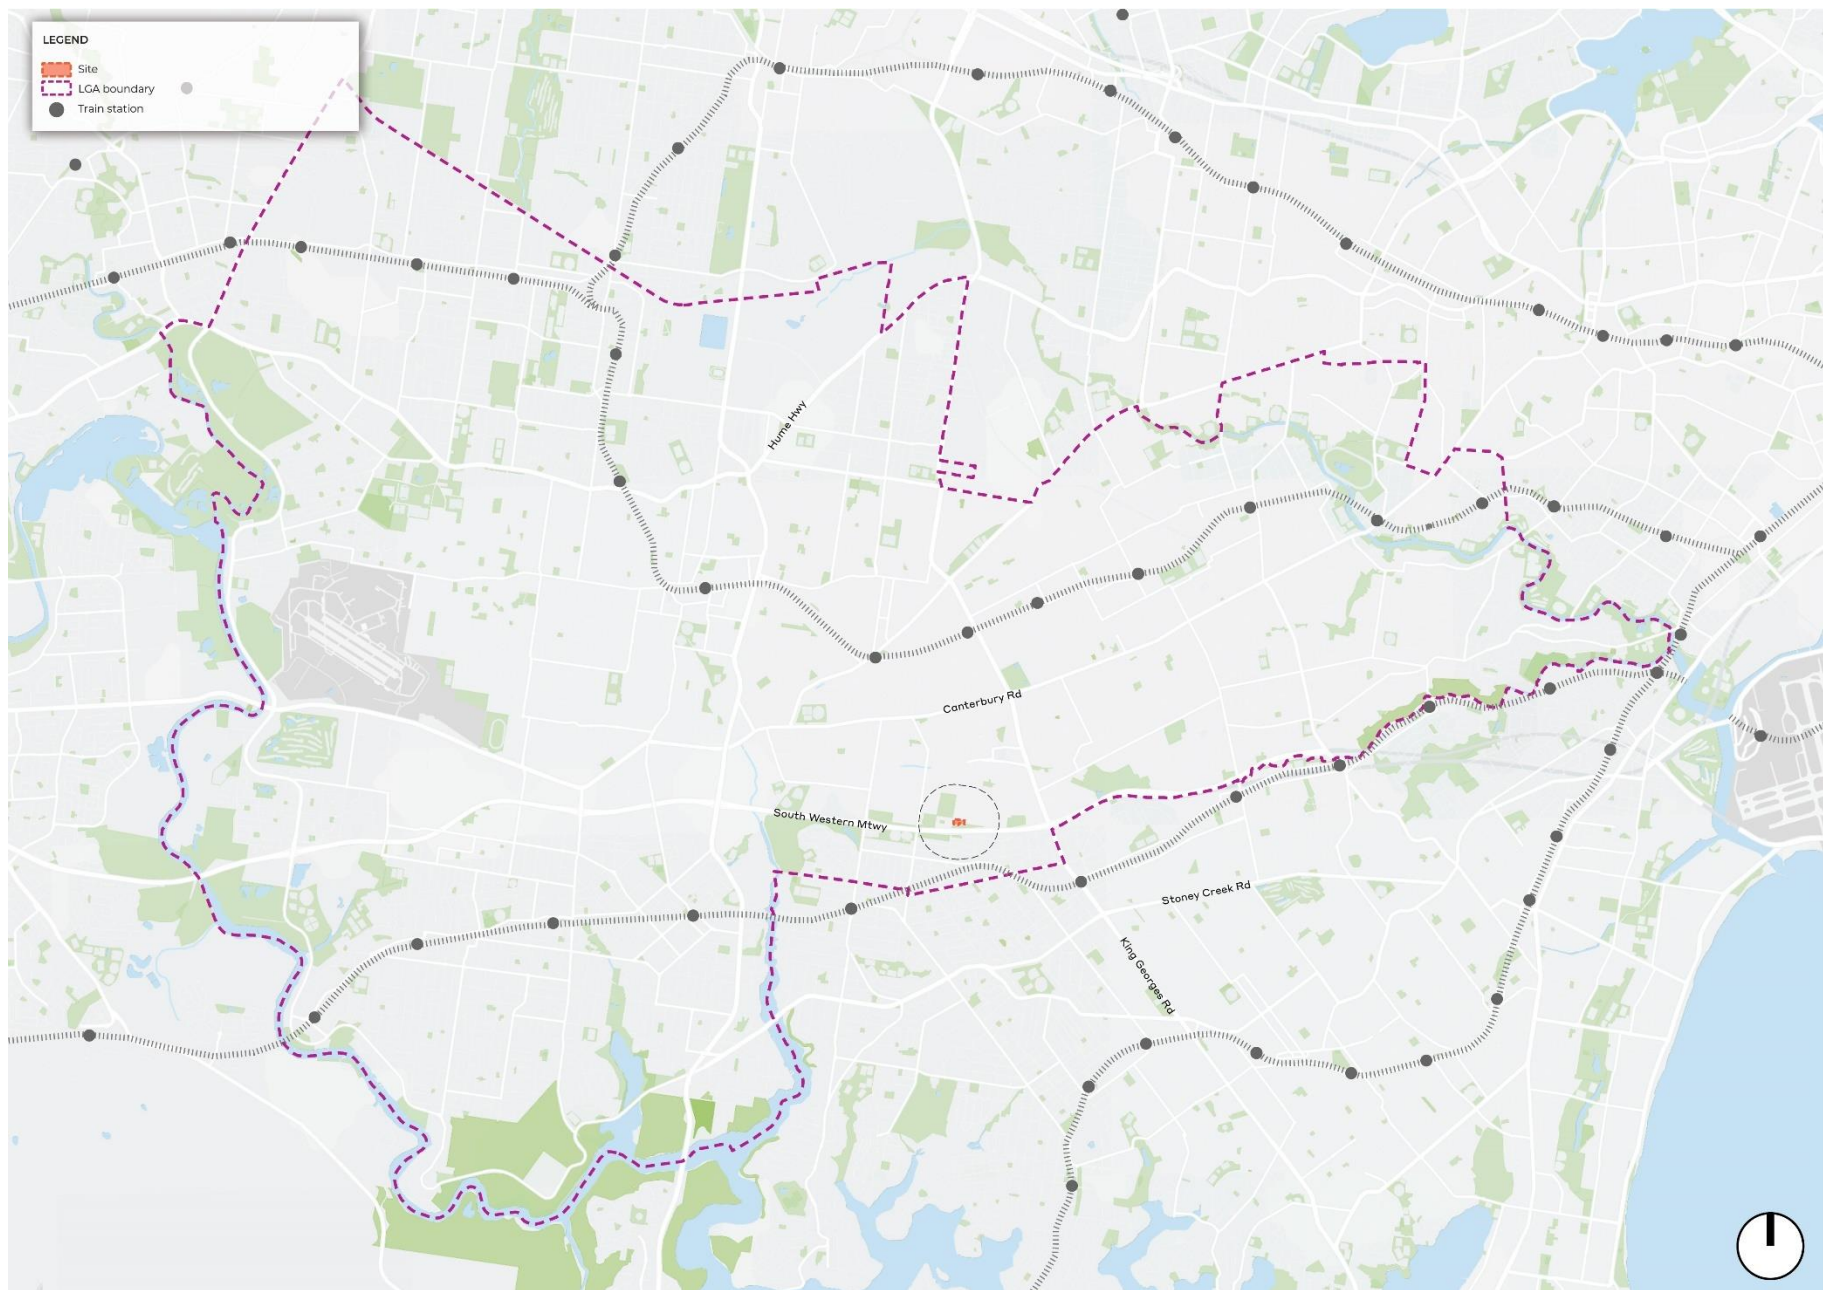 LEGEND
Site
LGA boundary
Train station
Hume Hwy
Canterbury Rd
South Western Mtwy
Stoney Creek Rd
King Georges Rd